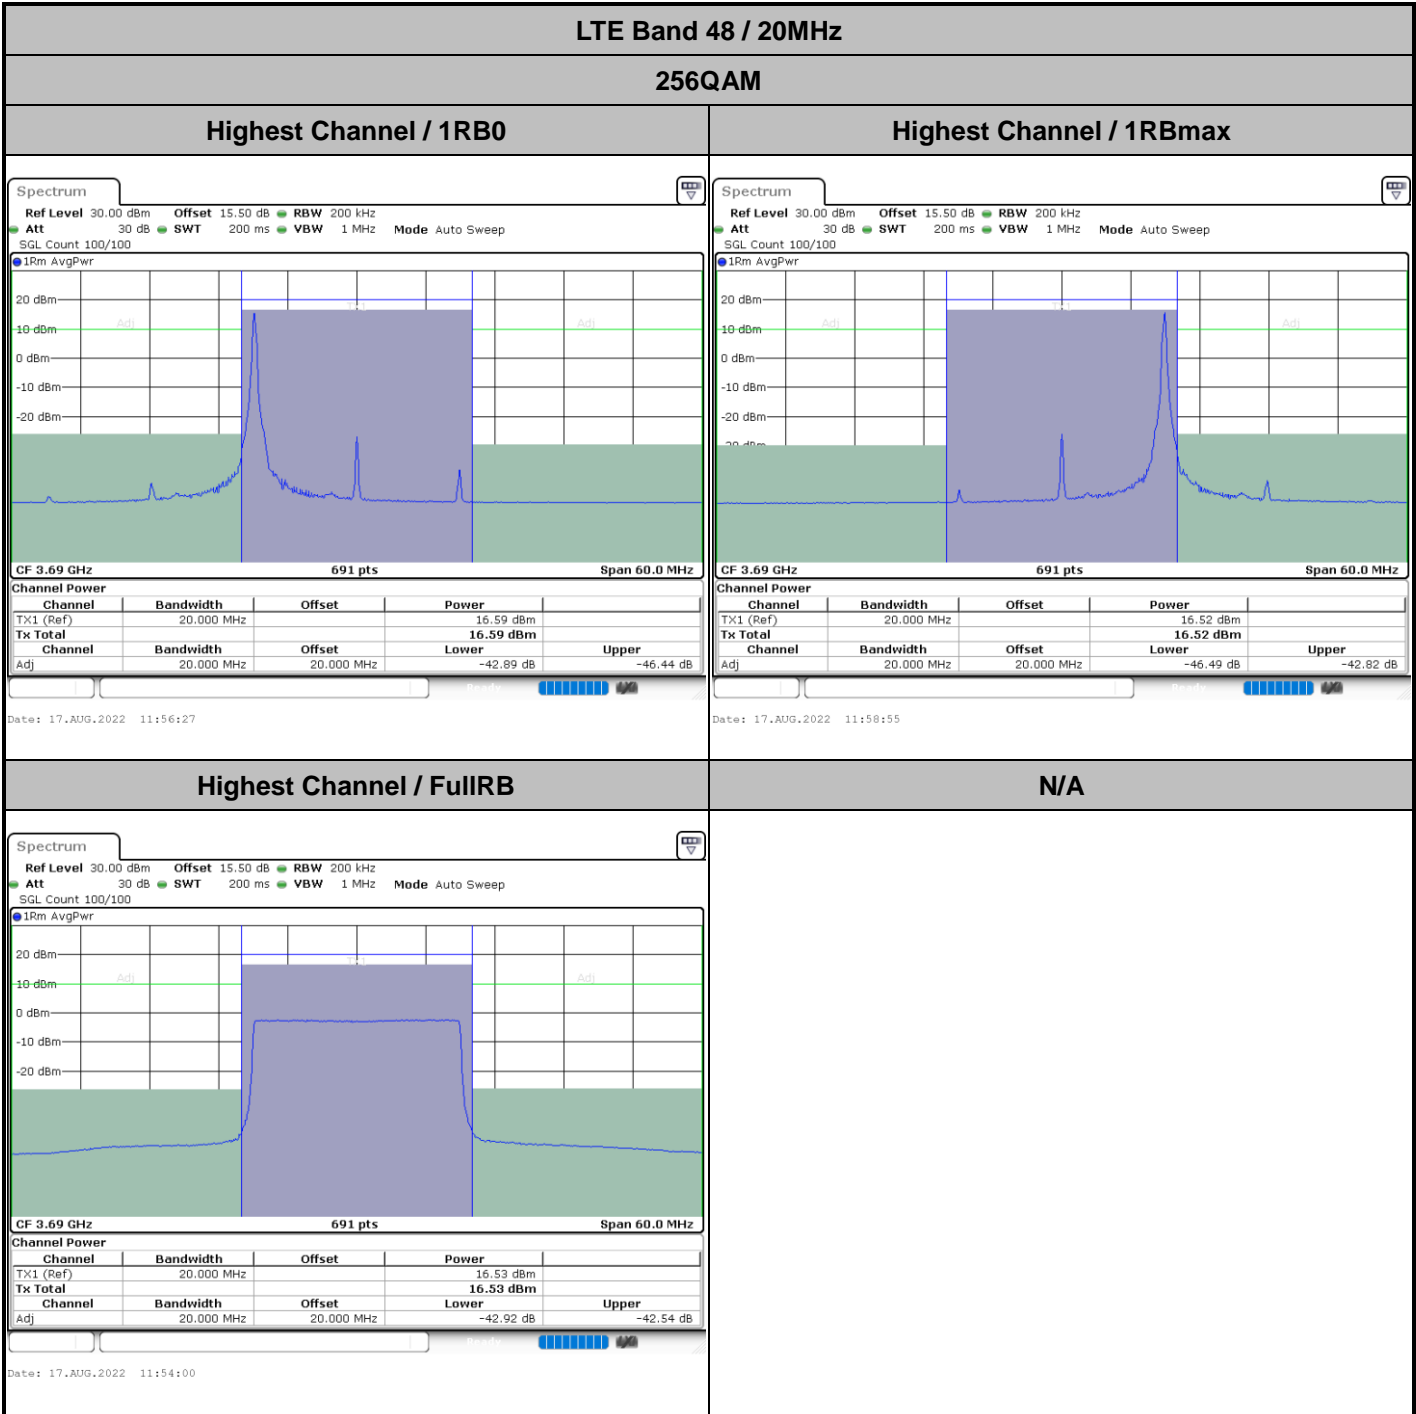 LTE Band 48 / 20MHz
256QAM
Highest Channel / 1RB0
Highest Channel / 1RBmax
Spectrum
Ref Level 30.00 dBm Offset 15.50 dB RBW 200 kHz
Att 30 dB SWT 200 ms VBW 1 MHz Mode Auto Sweep
SGL Count 100/100
1Rm AvgPwr
TX1
20 dBm
Adj
Adj
10 dBm
0 dBm
-10 dBm
-20 dBm
CF 3.69 GHz 691 pts Span 60.0 MHz
Channel Power
Channel Bandwidth Offset Power
TX1 (Ref) 20.000 MHz 16.59 dBm
Tx Total 16.59 dBm
Channel Bandwidth Offset Lower Upper
Adj 20.000 MHz 20.000 MHz -42.89 dB -46.44 dB
Ready
Date: 17.AUG.2022 11:56:27
Spectrum
Ref Level 30.00 dBm Offset 15.50 dB RBW 200 kHz
Att 30 dB SWT 200 ms VBW 1 MHz Mode Auto Sweep
SGL Count 100/100
1Rm AvgPwr
TX1
20 dBm
Adj
Adj
10 dBm
0 dBm
-10 dBm
-20 dBm
CF 3.69 GHz 691 pts Span 60.0 MHz
Channel Power
Channel Bandwidth Offset Power
TX1 (Ref) 20.000 MHz 16.52 dBm
Tx Total 16.52 dBm
Channel Bandwidth Offset Lower Upper
Adj 20.000 MHz 20.000 MHz -46.49 dB -42.82 dB
Ready
Date: 17.AUG.2022 11:58:55
Highest Channel / FullRB
N/A
Spectrum
Ref Level 30.00 dBm Offset 15.50 dB RBW 200 kHz
Att 30 dB SWT 200 ms VBW 1 MHz Mode Auto Sweep
SGL Count 100/100
1Rm AvgPwr
TX1
20 dBm
Adj
Adj
10 dBm
0 dBm
-10 dBm
-20 dBm
CF 3.69 GHz 691 pts Span 60.0 MHz
Channel Power
Channel Bandwidth Offset Power
TX1 (Ref) 20.000 MHz 16.53 dBm
Tx Total 16.53 dBm
Channel Bandwidth Offset Lower Upper
Adj 20.000 MHz 20.000 MHz -42.92 dB -42.54 dB
Ready
Date: 17.AUG.2022 11:54:00